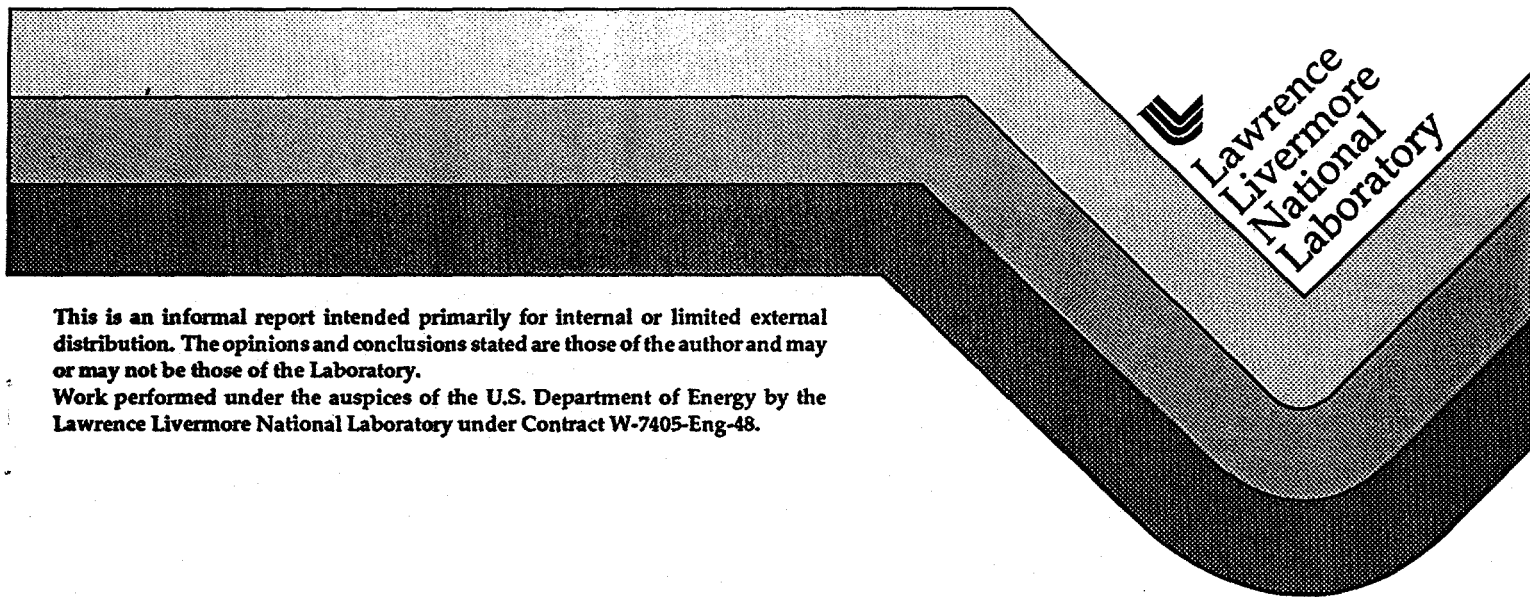 Lawrence
Livermore
National
Laboratory
This is an informal report intended primarily for internal or limited external
distribution. The opinions and conclusions stated are those of the author and may
or may not be those of the Laboratory.
Work performed under the auspices of the U.S. Department of Energy by the
Lawrence Livermore National Laboratory under Contract W-7405-Eng-48.